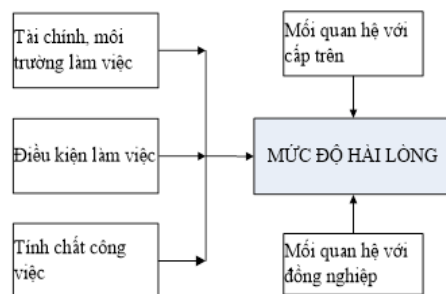 Tài chính, môi
trường làm việc
Điều kiện làm việc
Tính chất công
việc
Mối quan hệ với
cấp trên
MỨC ĐỘ HÀI LÒNG
Mối quan hệ với
đồng nghiệp